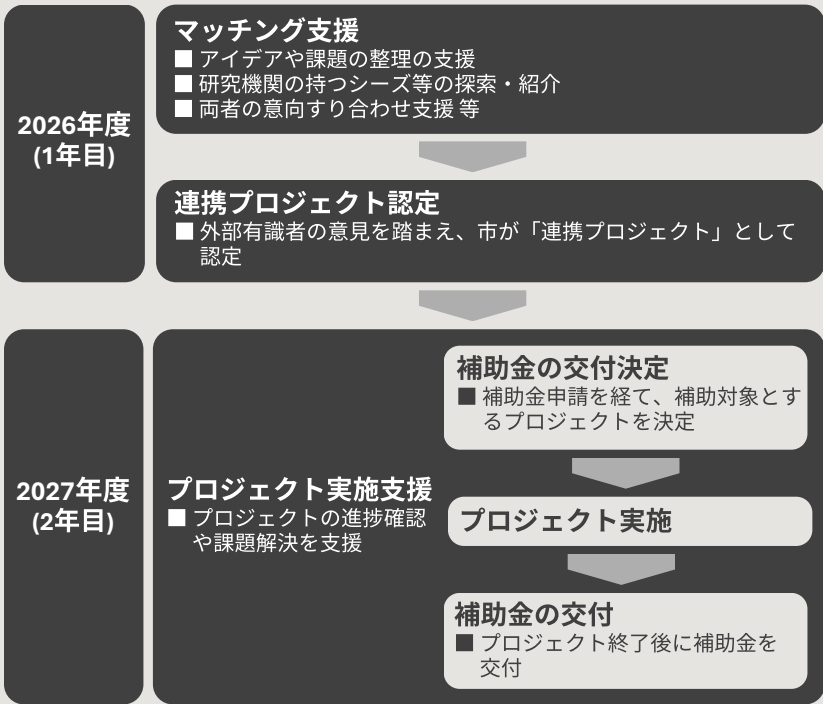 2026年度
(1年目)
マッチング支援
■ アイデアや課題の整理の支援
■ 研究機関の持つシーズ等の探索・紹介
■ 両者の意向すり合わせ支援 等
連携プロジェクト認定
■ 外部有識者の意見を踏まえ、市が「連携プロジェクト」として
認定
2027年度
(2年目)
プロジェクト実施支援
■ プロジェクトの進捗確認
や課題解決を支援
補助金の交付決定
■ 補助金申請を経て、補助対象とす
るプロジェクトを決定
プロジェクト実施
補助金の交付
■ プロジェクト終了後に補助金を
交付